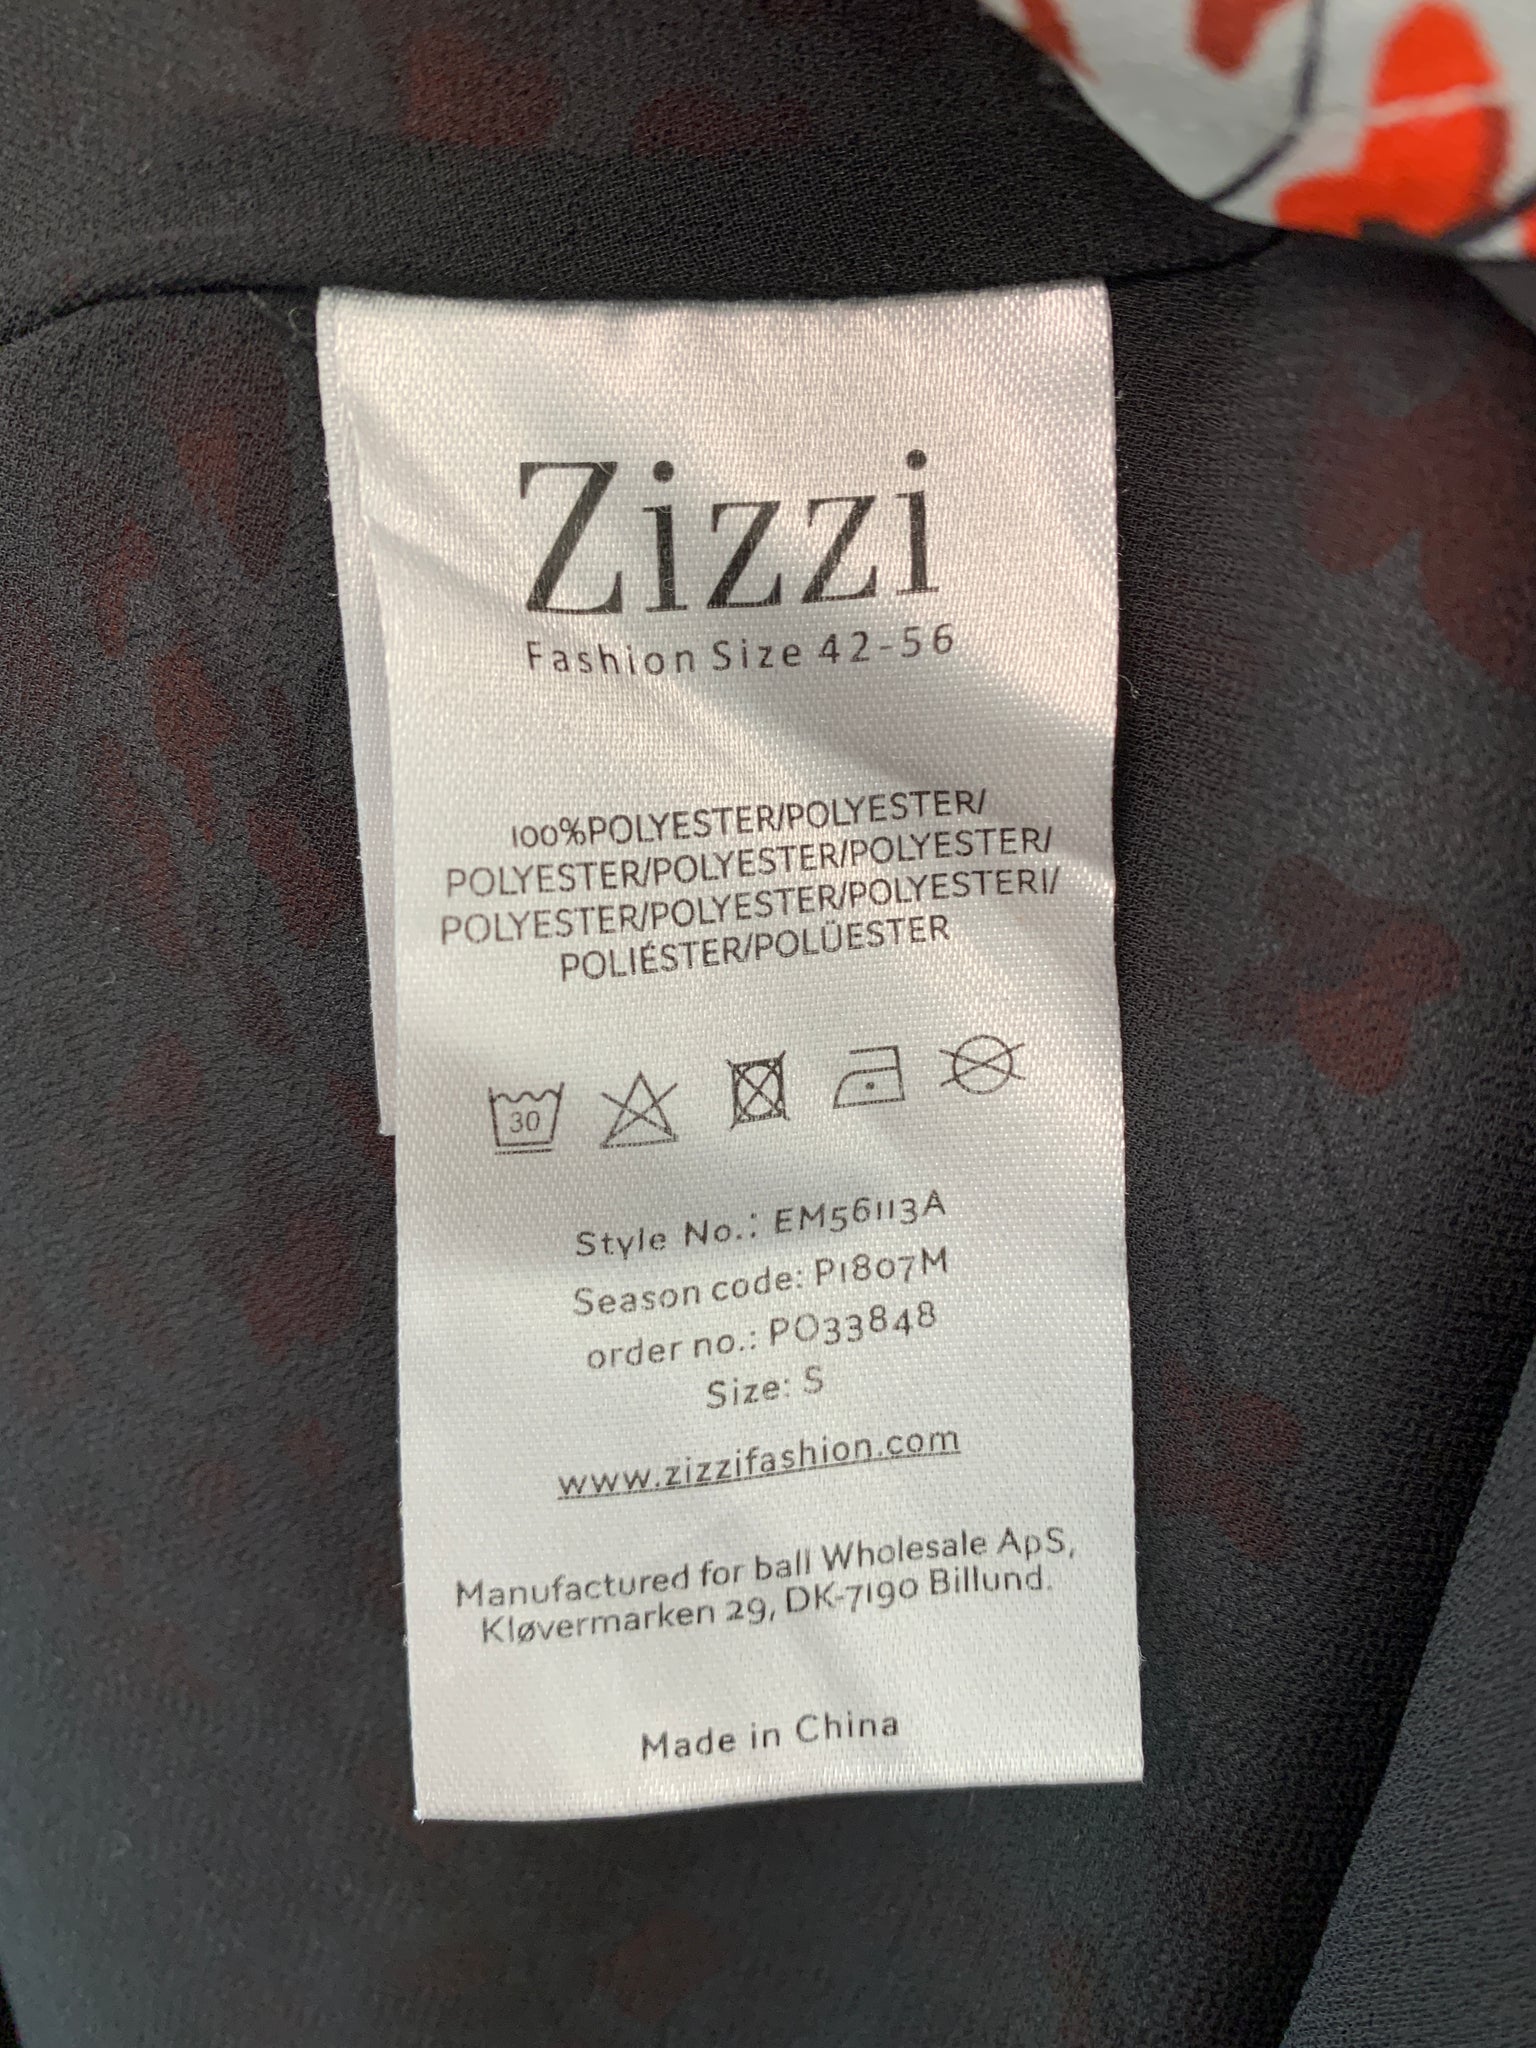 Zizzi
Fashion Size 42-56
100%POLYESTER/POLYESTER/
POLYESTER/POLYESTER/POLYESTER/
POLYESTER/POLYESTER/POLYESTERI/
POLIÉSTER/POLÜESTER
30
Style No.: EM56113A
Season code: P1807M
order no.: PO33848
Size: S
www.zizzifashion.com
Manufactured for ball Wholesale ApS,
Kløvermarken 29, DK-7190 Billund.
Made in China